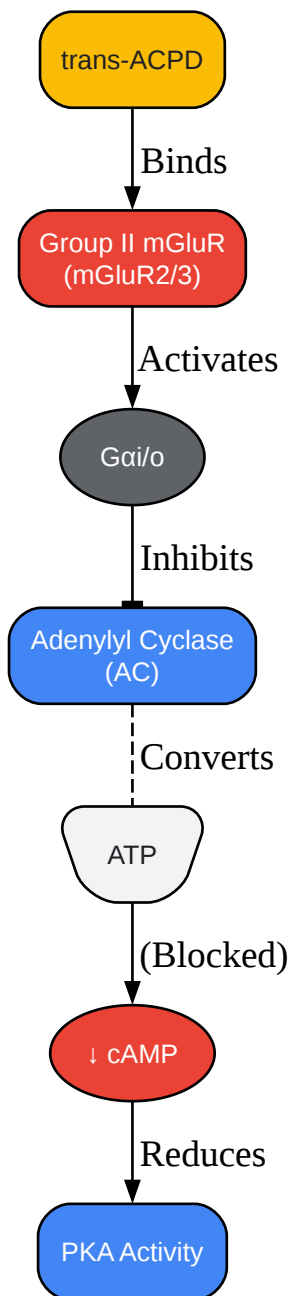 trans-ACPD
Binds
Group II mGluR
(mGluR2/3)
Activates
Gαi/o
Inhibits
Adenylyl Cyclase
(AC)
Converts
ATP
(Blocked)
↓ cAMP
Reduces
PKA Activity